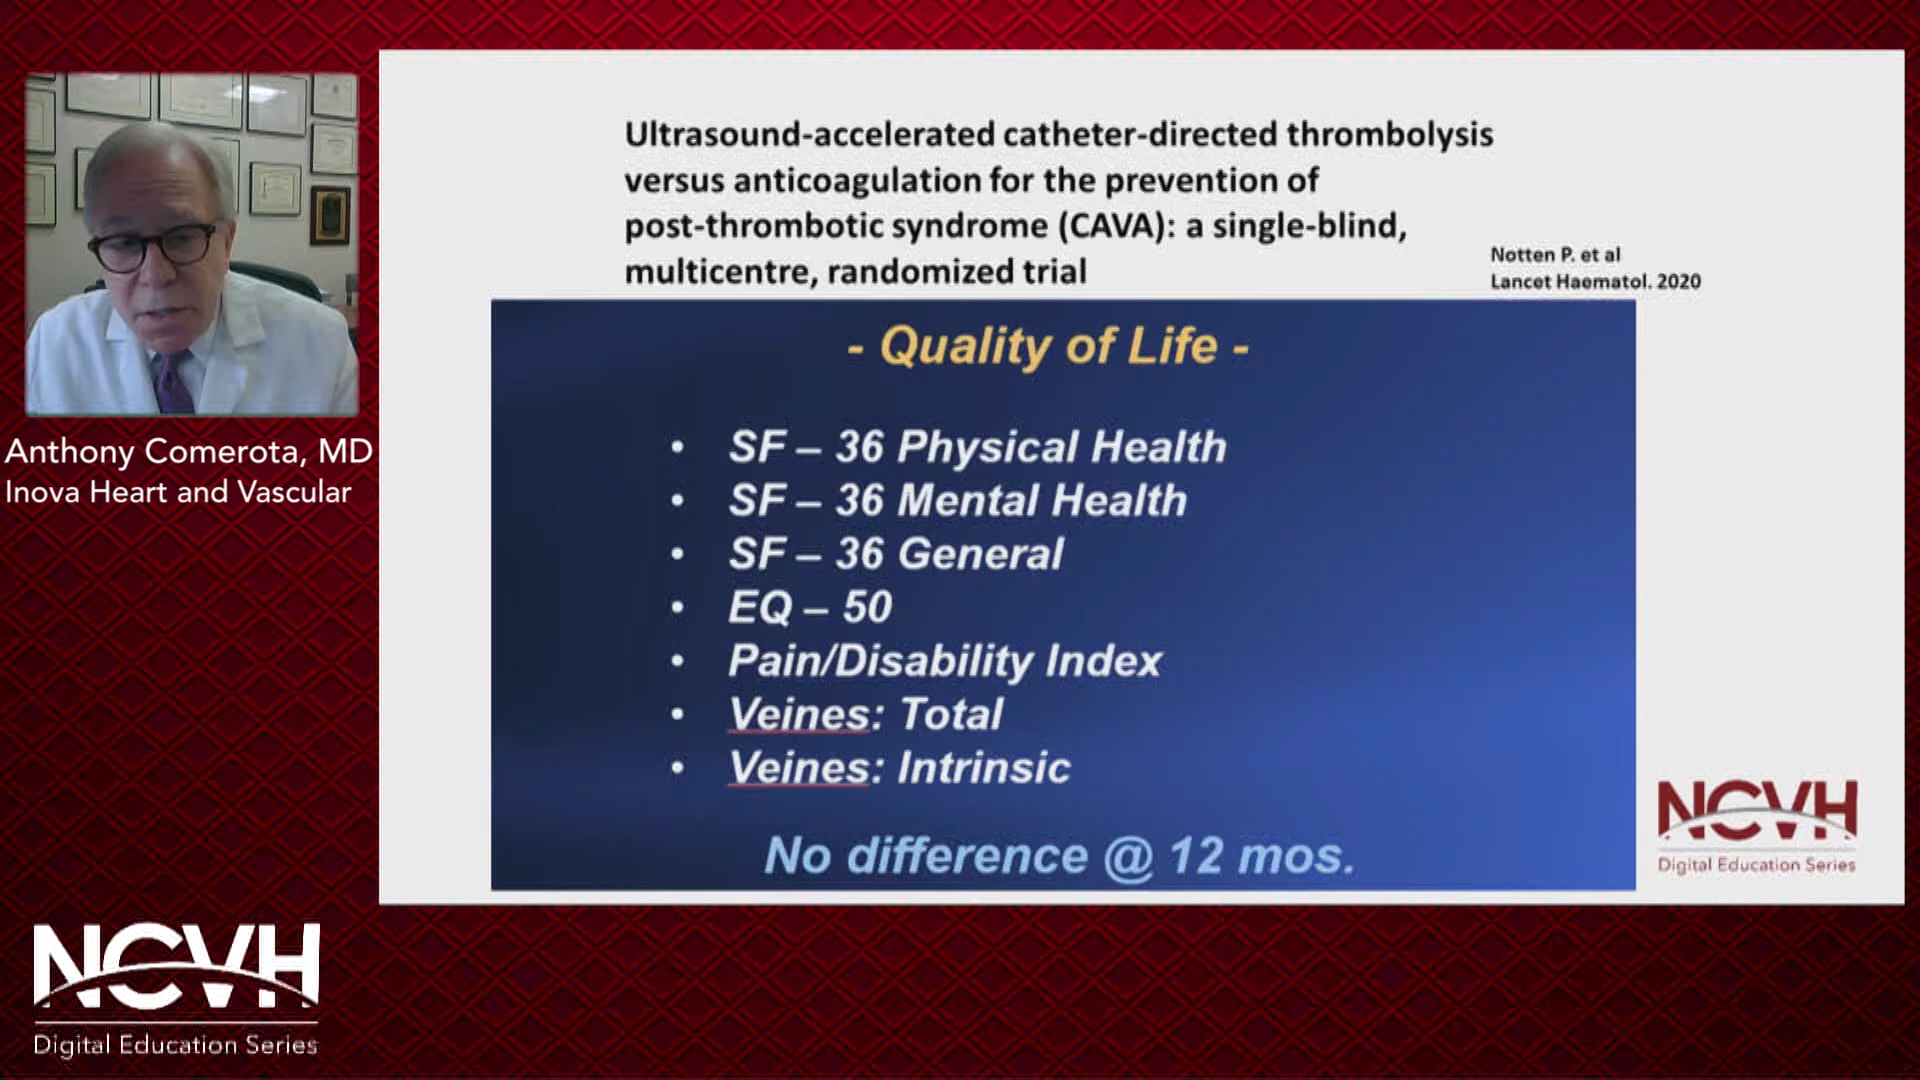 Ultrasound-accelerated catheter-directed thrombolysis
versus anticoagulation for the prevention of
post-thrombotic syndrome (CAVA): a single-blind,
multicentre, randomized trial
Notten P. et al
Lancet Haematol. 2020
- Quality of Life -
• SF – 36 Physical Health
• SF – 36 Mental Health
• SF – 36 General
• EQ – 50
• Pain/Disability Index
• Veines: Total
• Veines: Intrinsic
No difference @ 12 mos.
NCVH
Digital Education Series
Anthony Comerota, MD
Inova Heart and Vascular
NCVH
Digital Education Series